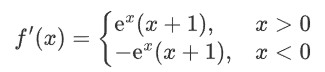 f'(x) = { e^x(x + 1), x > 0
−e^x(x + 1), x < 0